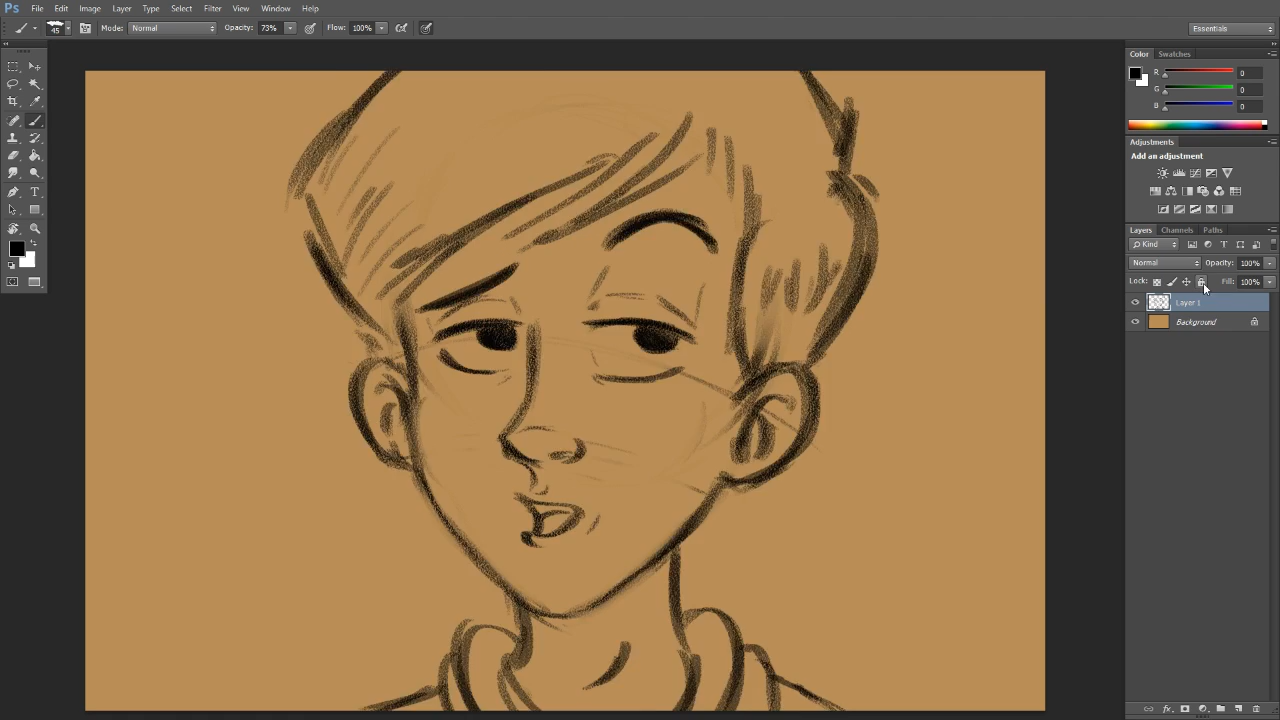 Ps File Edit Image Layer Type Select Filter View Window Help
45 Mode: Normal Opacity: 73% Flow: 100% Essentials
Color Swatches
R 0
G 0
B 0
Adjustments
Add an adjustment
Layers Channels Paths
Kind
Normal Opacity: 100%
Lock: Fill: 100%
Layer 1
Background